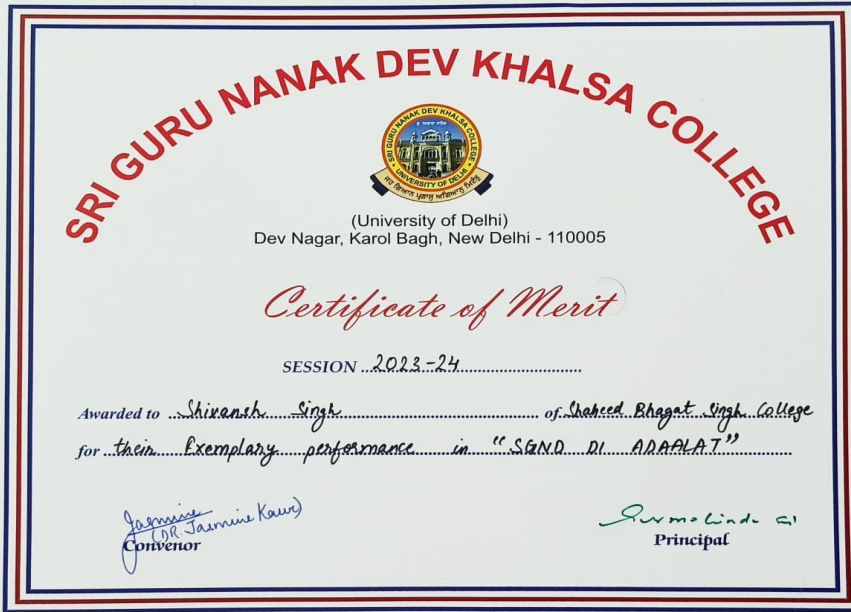 SRI GURU NANAK DEV KHALSA COLLEGE
SRI GURU NANAK DEV KHALSA COLLEGE
UNIVERSITY OF DELHI
(University of Delhi)
Dev Nagar, Karol Bagh, New Delhi - 110005
Certificate of Merit
SESSION 2023-24
Awarded to Shivansh Singh of Shaheed Bhagat Singh College
for their Exemplary performance in "SGND DI ADAALAT"
Jasmine
(DR. Jasmine Kaur)
Convenor
Principal